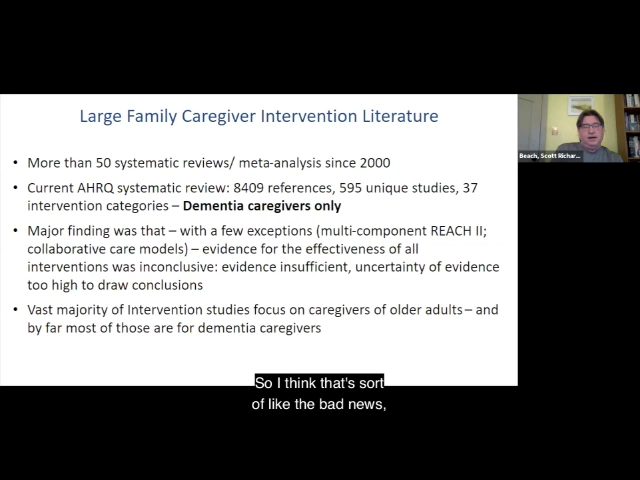 Large Family Caregiver Intervention Literature
• More than 50 systematic reviews/ meta-analysis since 2000
• Current AHRQ systematic review: 8409 references, 595 unique studies, 37
intervention categories – Dementia caregivers only
• Major finding was that – with a few exceptions (multi-component REACH II;
collaborative care models) – evidence for the effectiveness of all
interventions was inconclusive: evidence insufficient, uncertainty of evidence
too high to draw conclusions
• Vast majority of Intervention studies focus on caregivers of older adults – and
by far most of those are for dementia caregivers
Beach, Scott Richar...
So I think that's sort
of like the bad news,